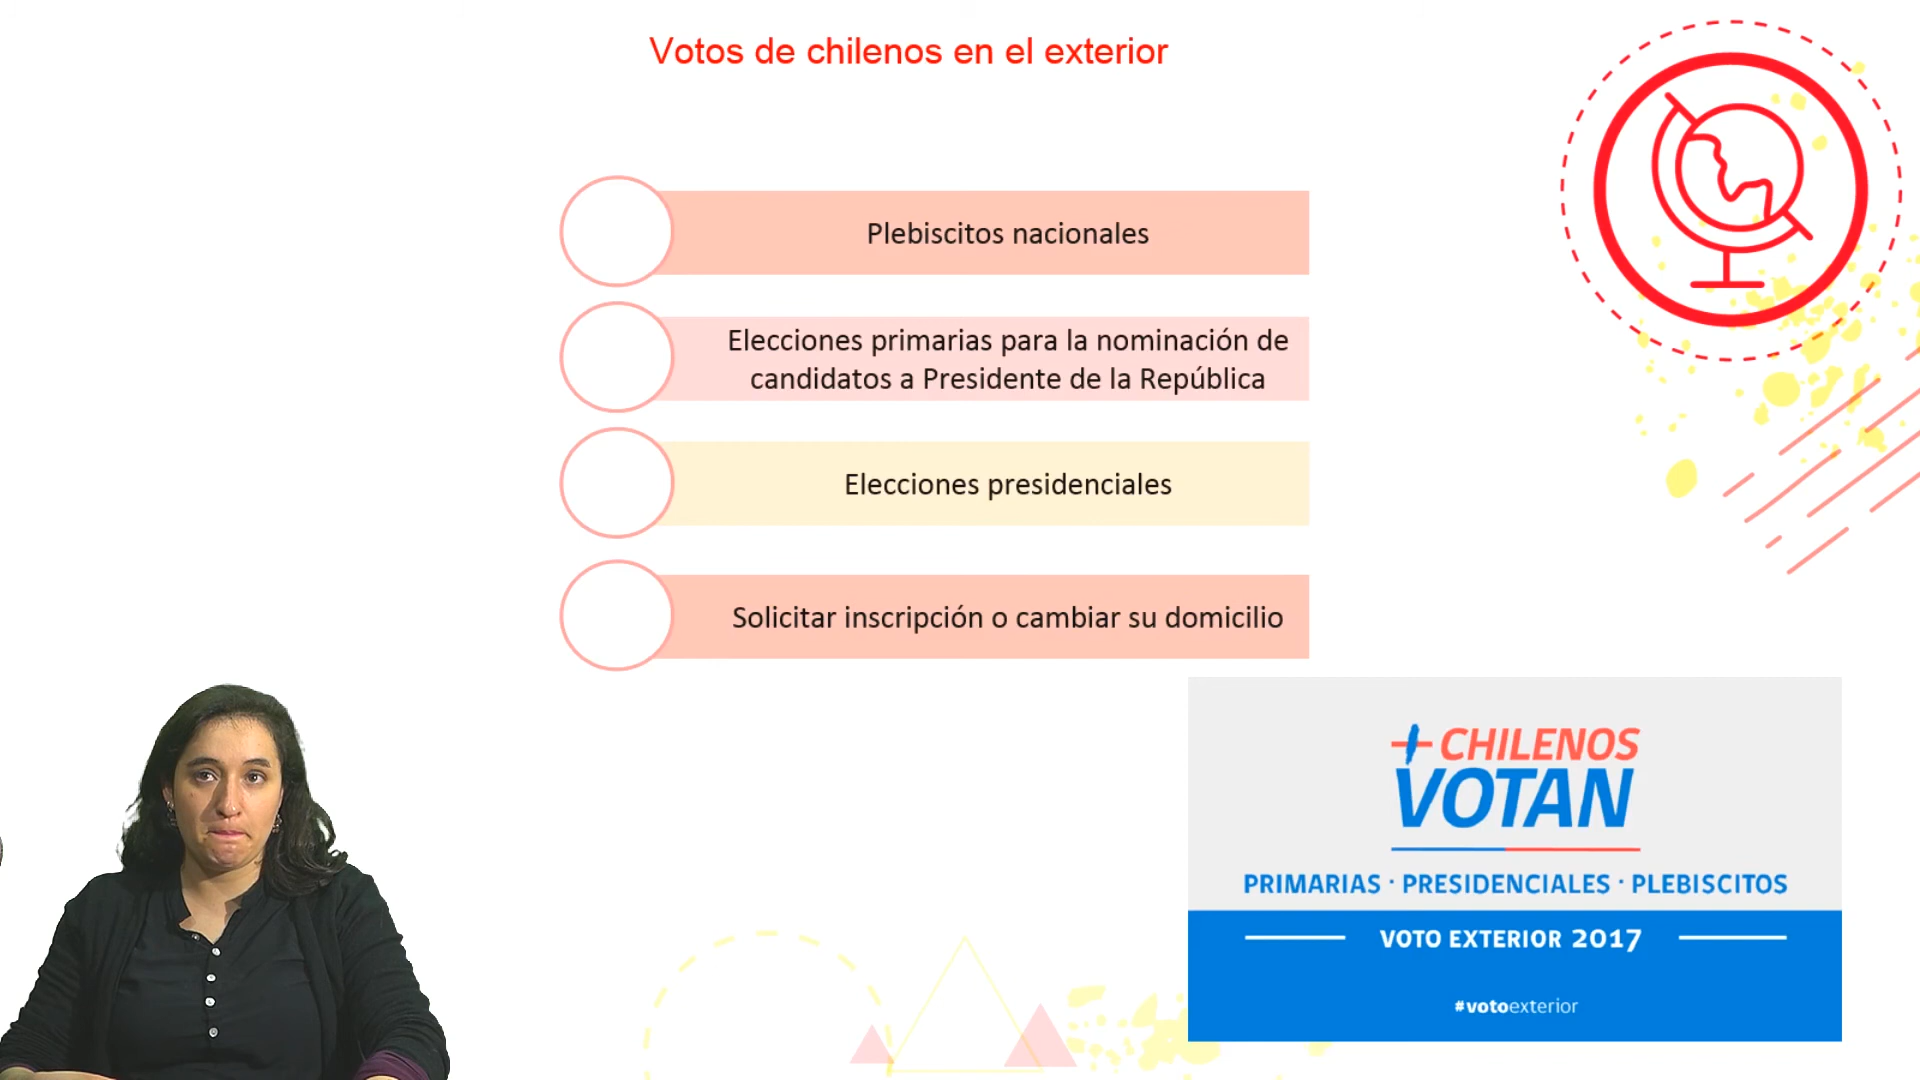 Votos de chilenos en el exterior
Plebiscitos nacionales
Elecciones primarias para la nominación de
candidatos a Presidente de la República
Elecciones presidenciales
Solicitar inscripción o cambiar su domicilio
CHILENOS
VOTAN
PRIMARIAS · PRESIDENCIALES · PLEBISCITOS
VOTO EXTERIOR 2017
#votoexterior